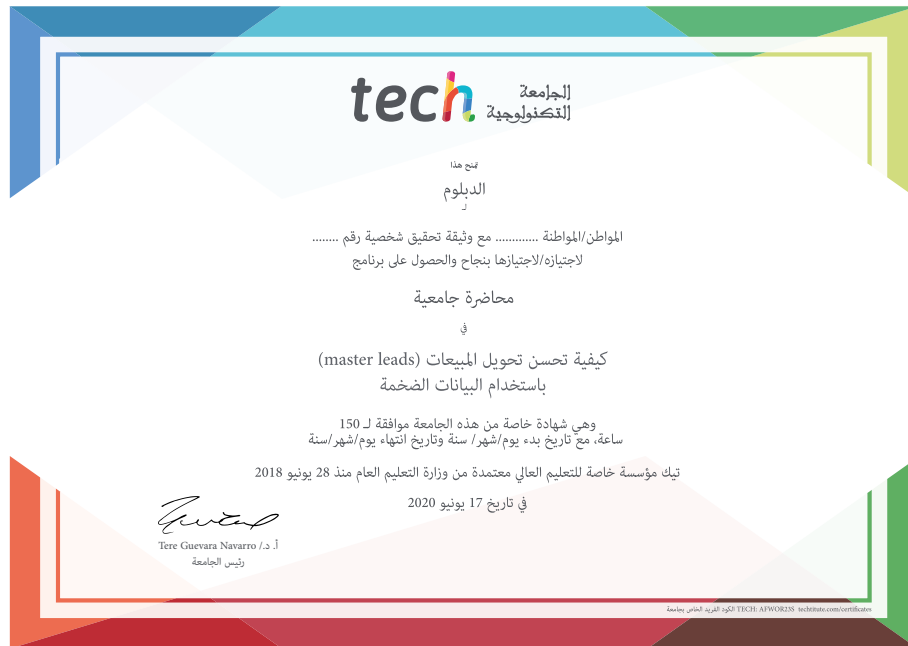 tech الجامعة
التكنولوجية
تمنح هذا
الدبلوم
لـ
المواطن/المواطنة ............. مع وثيقة تحقيق شخصية رقم ........
لاجتيازه/لاجتيازها بنجاح والحصول على برنامج
محاضرة جامعية
في
كيفية تحسن تحويل المبيعات (master leads)
باستخدام البيانات الضخمة
وهي شهادة خاصة من هذه الجامعة موافقة لـ 150
ساعة، مع تاريخ بدء يوم/شهر/ سنة وتاريخ انتهاء يوم/شهر/سنة
تيك مؤسسة خاصة للتعليم العالي معتمدة من وزارة التعليم العام منذ 28 يونيو 2018
في تاريخ 17 يونيو 2020
أ. د./ Tere Guevara Navarro
رئيس الجامعة
الكود الفريد الخاص بجامعة TECH: AFWOR23S techtitute.com/certificates